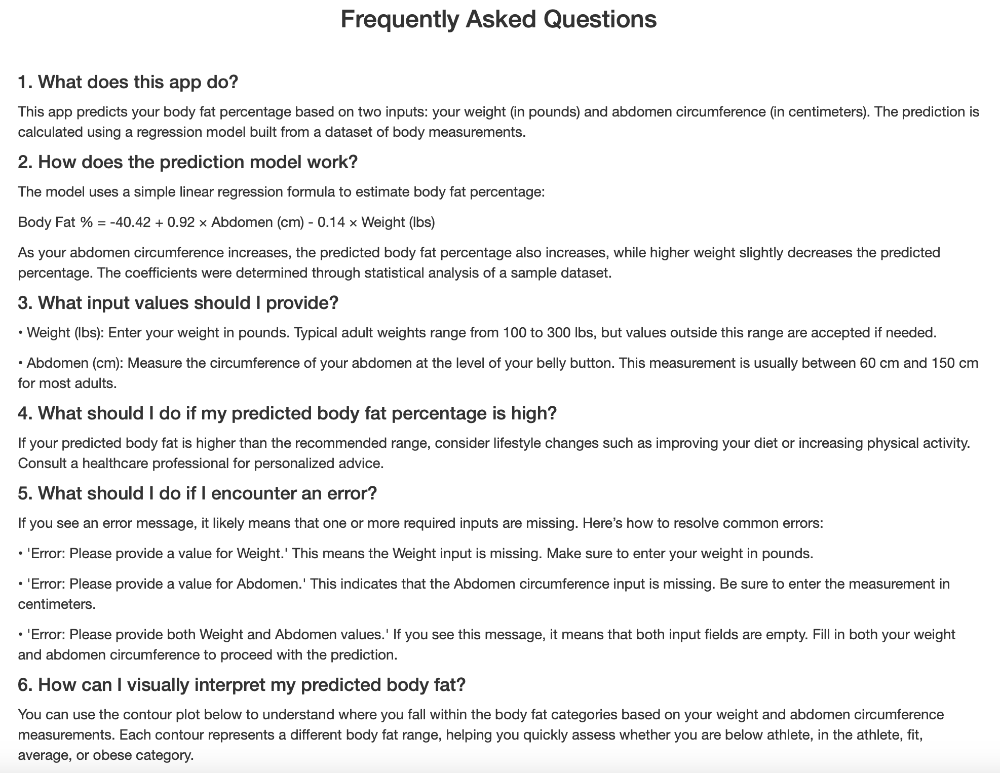 Frequently Asked Questions
1. What does this app do?
This app predicts your body fat percentage based on two inputs: your weight (in pounds) and abdomen circumference (in centimeters). The prediction is
calculated using a regression model built from a dataset of body measurements.
2. How does the prediction model work?
The model uses a simple linear regression formula to estimate body fat percentage:
Body Fat % = -40.42 + 0.92 × Abdomen (cm) - 0.14 × Weight (lbs)
As your abdomen circumference increases, the predicted body fat percentage also increases, while higher weight slightly decreases the predicted
percentage. The coefficients were determined through statistical analysis of a sample dataset.
3. What input values should I provide?
• Weight (lbs): Enter your weight in pounds. Typical adult weights range from 100 to 300 lbs, but values outside this range are accepted if needed.
• Abdomen (cm): Measure the circumference of your abdomen at the level of your belly button. This measurement is usually between 60 cm and 150 cm
for most adults.
4. What should I do if my predicted body fat percentage is high?
If your predicted body fat is higher than the recommended range, consider lifestyle changes such as improving your diet or increasing physical activity.
Consult a healthcare professional for personalized advice.
5. What should I do if I encounter an error?
If you see an error message, it likely means that one or more required inputs are missing. Here’s how to resolve common errors:
• 'Error: Please provide a value for Weight.' This means the Weight input is missing. Make sure to enter your weight in pounds.
• 'Error: Please provide a value for Abdomen.' This indicates that the Abdomen circumference input is missing. Be sure to enter the measurement in
centimeters.
• 'Error: Please provide both Weight and Abdomen values.' If you see this message, it means that both input fields are empty. Fill in both your weight
and abdomen circumference to proceed with the prediction.
6. How can I visually interpret my predicted body fat?
You can use the contour plot below to understand where you fall within the body fat categories based on your weight and abdomen circumference
measurements. Each contour represents a different body fat range, helping you quickly assess whether you are below athlete, in the athlete, fit,
average, or obese category.